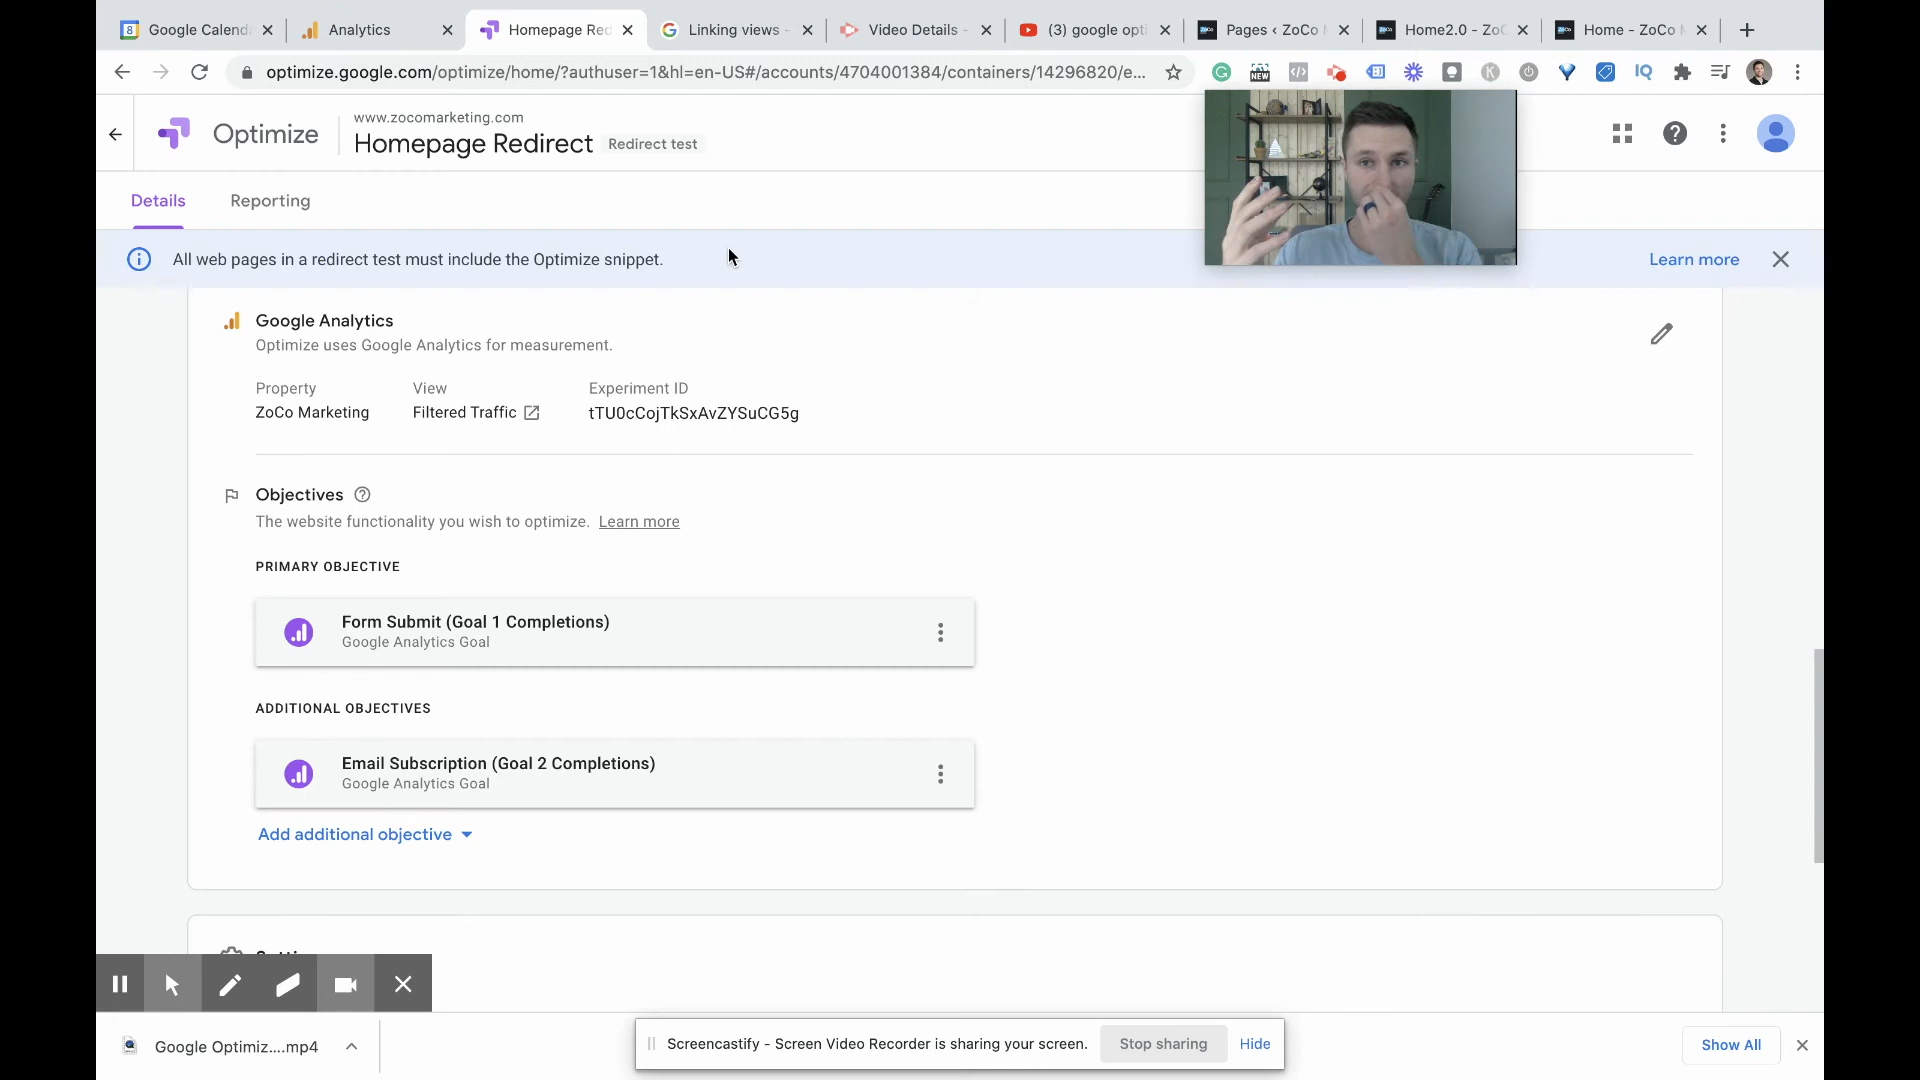 Google Calend
Analytics
Homepage Red
Linking views -
Video Details -
(3) google opti
Pages ‹ ZoCo
Home2.0 - ZoC
Home - ZoCo
optimize.google.com/optimize/home/?authuser=1&hl=en-US#/accounts/4704001384/containers/14296820/e...
NEW
IQ
Optimize
www.zocomarketing.com
Homepage Redirect
Redirect test
Details
Reporting
All web pages in a redirect test must include the Optimize snippet.
Learn more
Google Analytics
Optimize uses Google Analytics for measurement.
Property
View
Experiment ID
ZoCo Marketing
Filtered Traffic
tTU0cCojTkSxAvZYSuCG5g
Objectives
The website functionality you wish to optimize. Learn more
PRIMARY OBJECTIVE
Form Submit (Goal 1 Completions)
Google Analytics Goal
ADDITIONAL OBJECTIVES
Email Subscription (Goal 2 Completions)
Google Analytics Goal
Add additional objective
Google Optimiz....mp4
Screencastify - Screen Video Recorder is sharing your screen.
Stop sharing
Hide
Show All